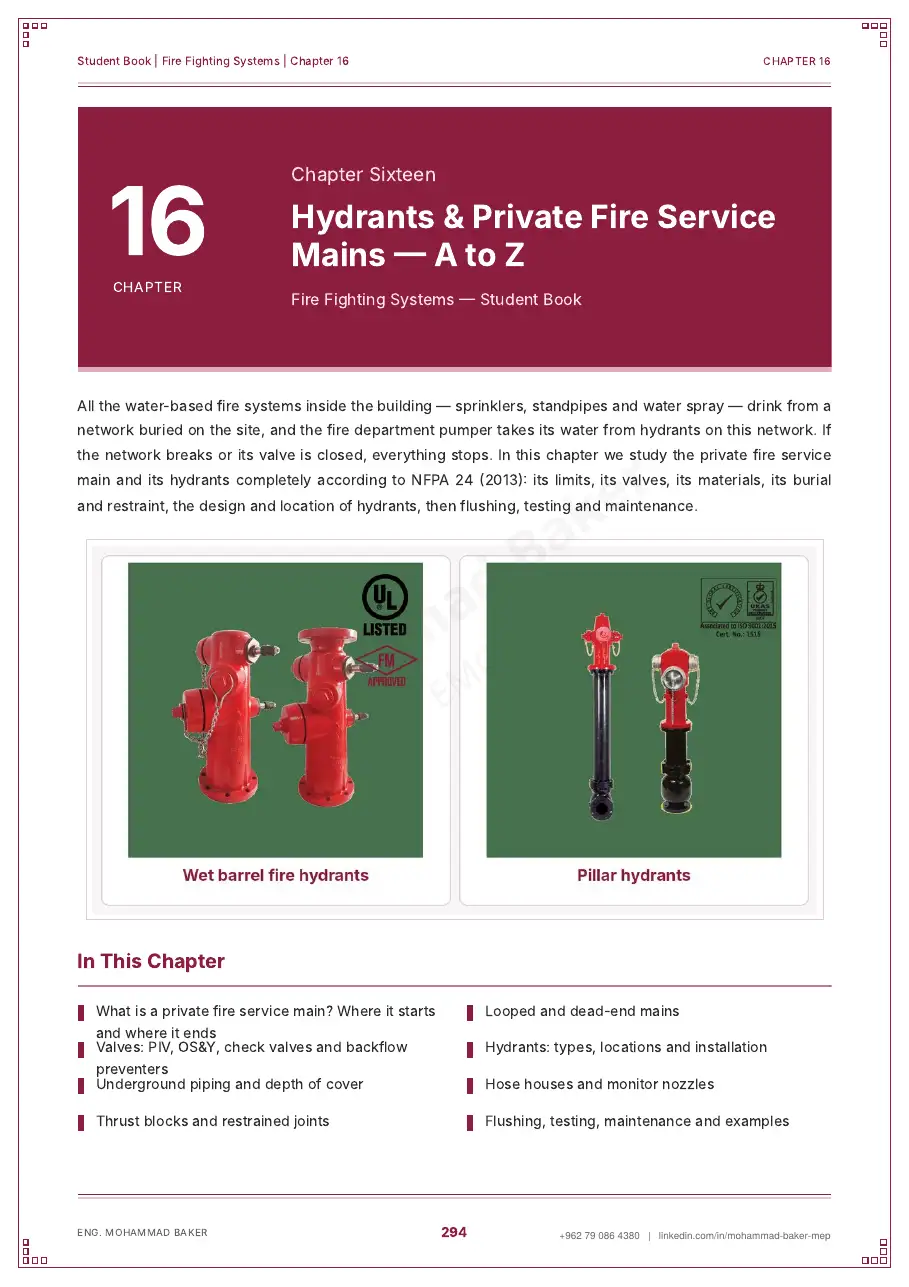 Student Book | Fire Fighting Systems | Chapter 16
CHAPTER 16
16
CHAPTER
Chapter Sixteen
Hydrants & Private Fire Service
Mains — A to Z
Fire Fighting Systems — Student Book
All the water-based fire systems inside the building — sprinklers, standpipes and water spray — drink from a
network buried on the site, and the fire department pumper takes its water from hydrants on this network. If
the network breaks or its valve is closed, everything stops. In this chapter we study the private fire service
main and its hydrants completely according to NFPA 24 (2013): its limits, its valves, its materials, its burial
and restraint, the design and location of hydrants, then flushing, testing and maintenance.
UL
LISTED
FM
APPROVED
UKAS
Wet barrel fire hydrants
Pillar hydrants
In This Chapter
What is a private fire service main? Where it starts
and where it ends
Valves: PIV, OS&Y, check valves and backflow
preventers
Underground piping and depth of cover
Thrust blocks and restrained joints
Looped and dead-end mains
Hydrants: types, locations and installation
Hose houses and monitor nozzles
Flushing, testing, maintenance and examples
ENG. MOHAMMAD BAKER
294
+962 79 086 4380 | linkedin.com/in/mohammad-baker-mep